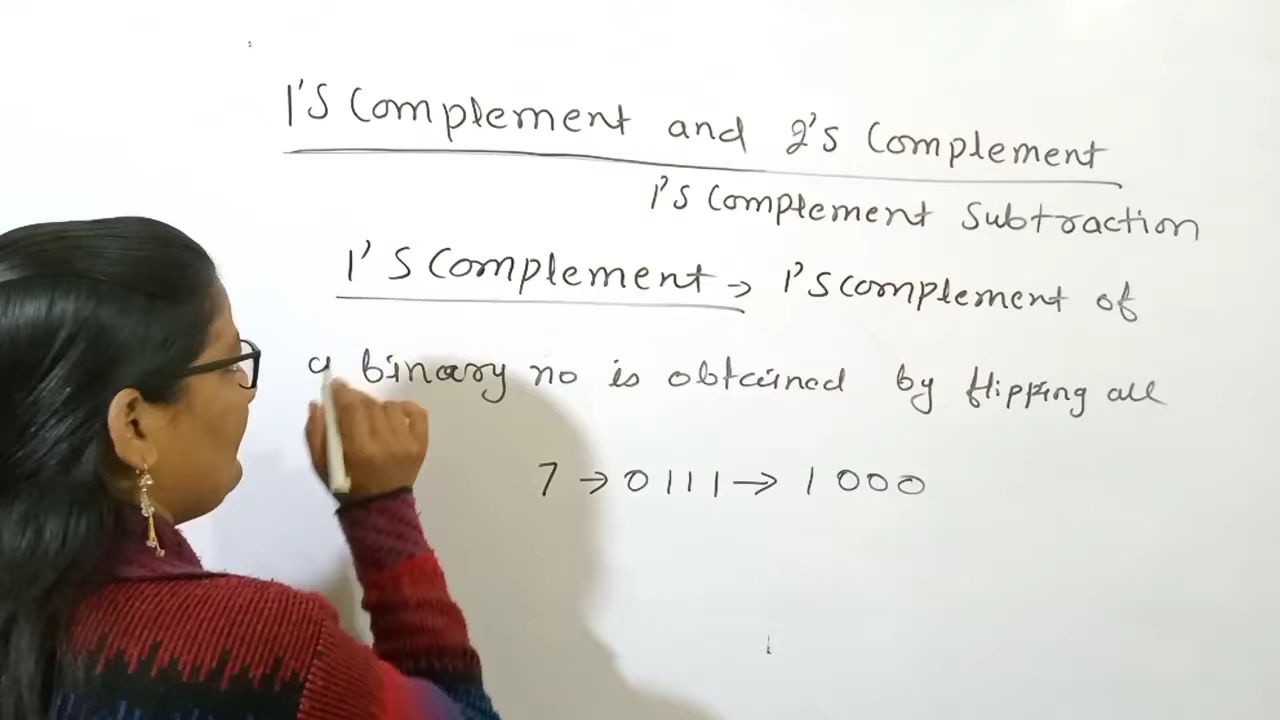 1'S Complement and 2's Complement
1'S Complement Subtraction
1'S Complement → 1'S complement of
a binary no is obtained by flipping all
7 → 0111 → 1000